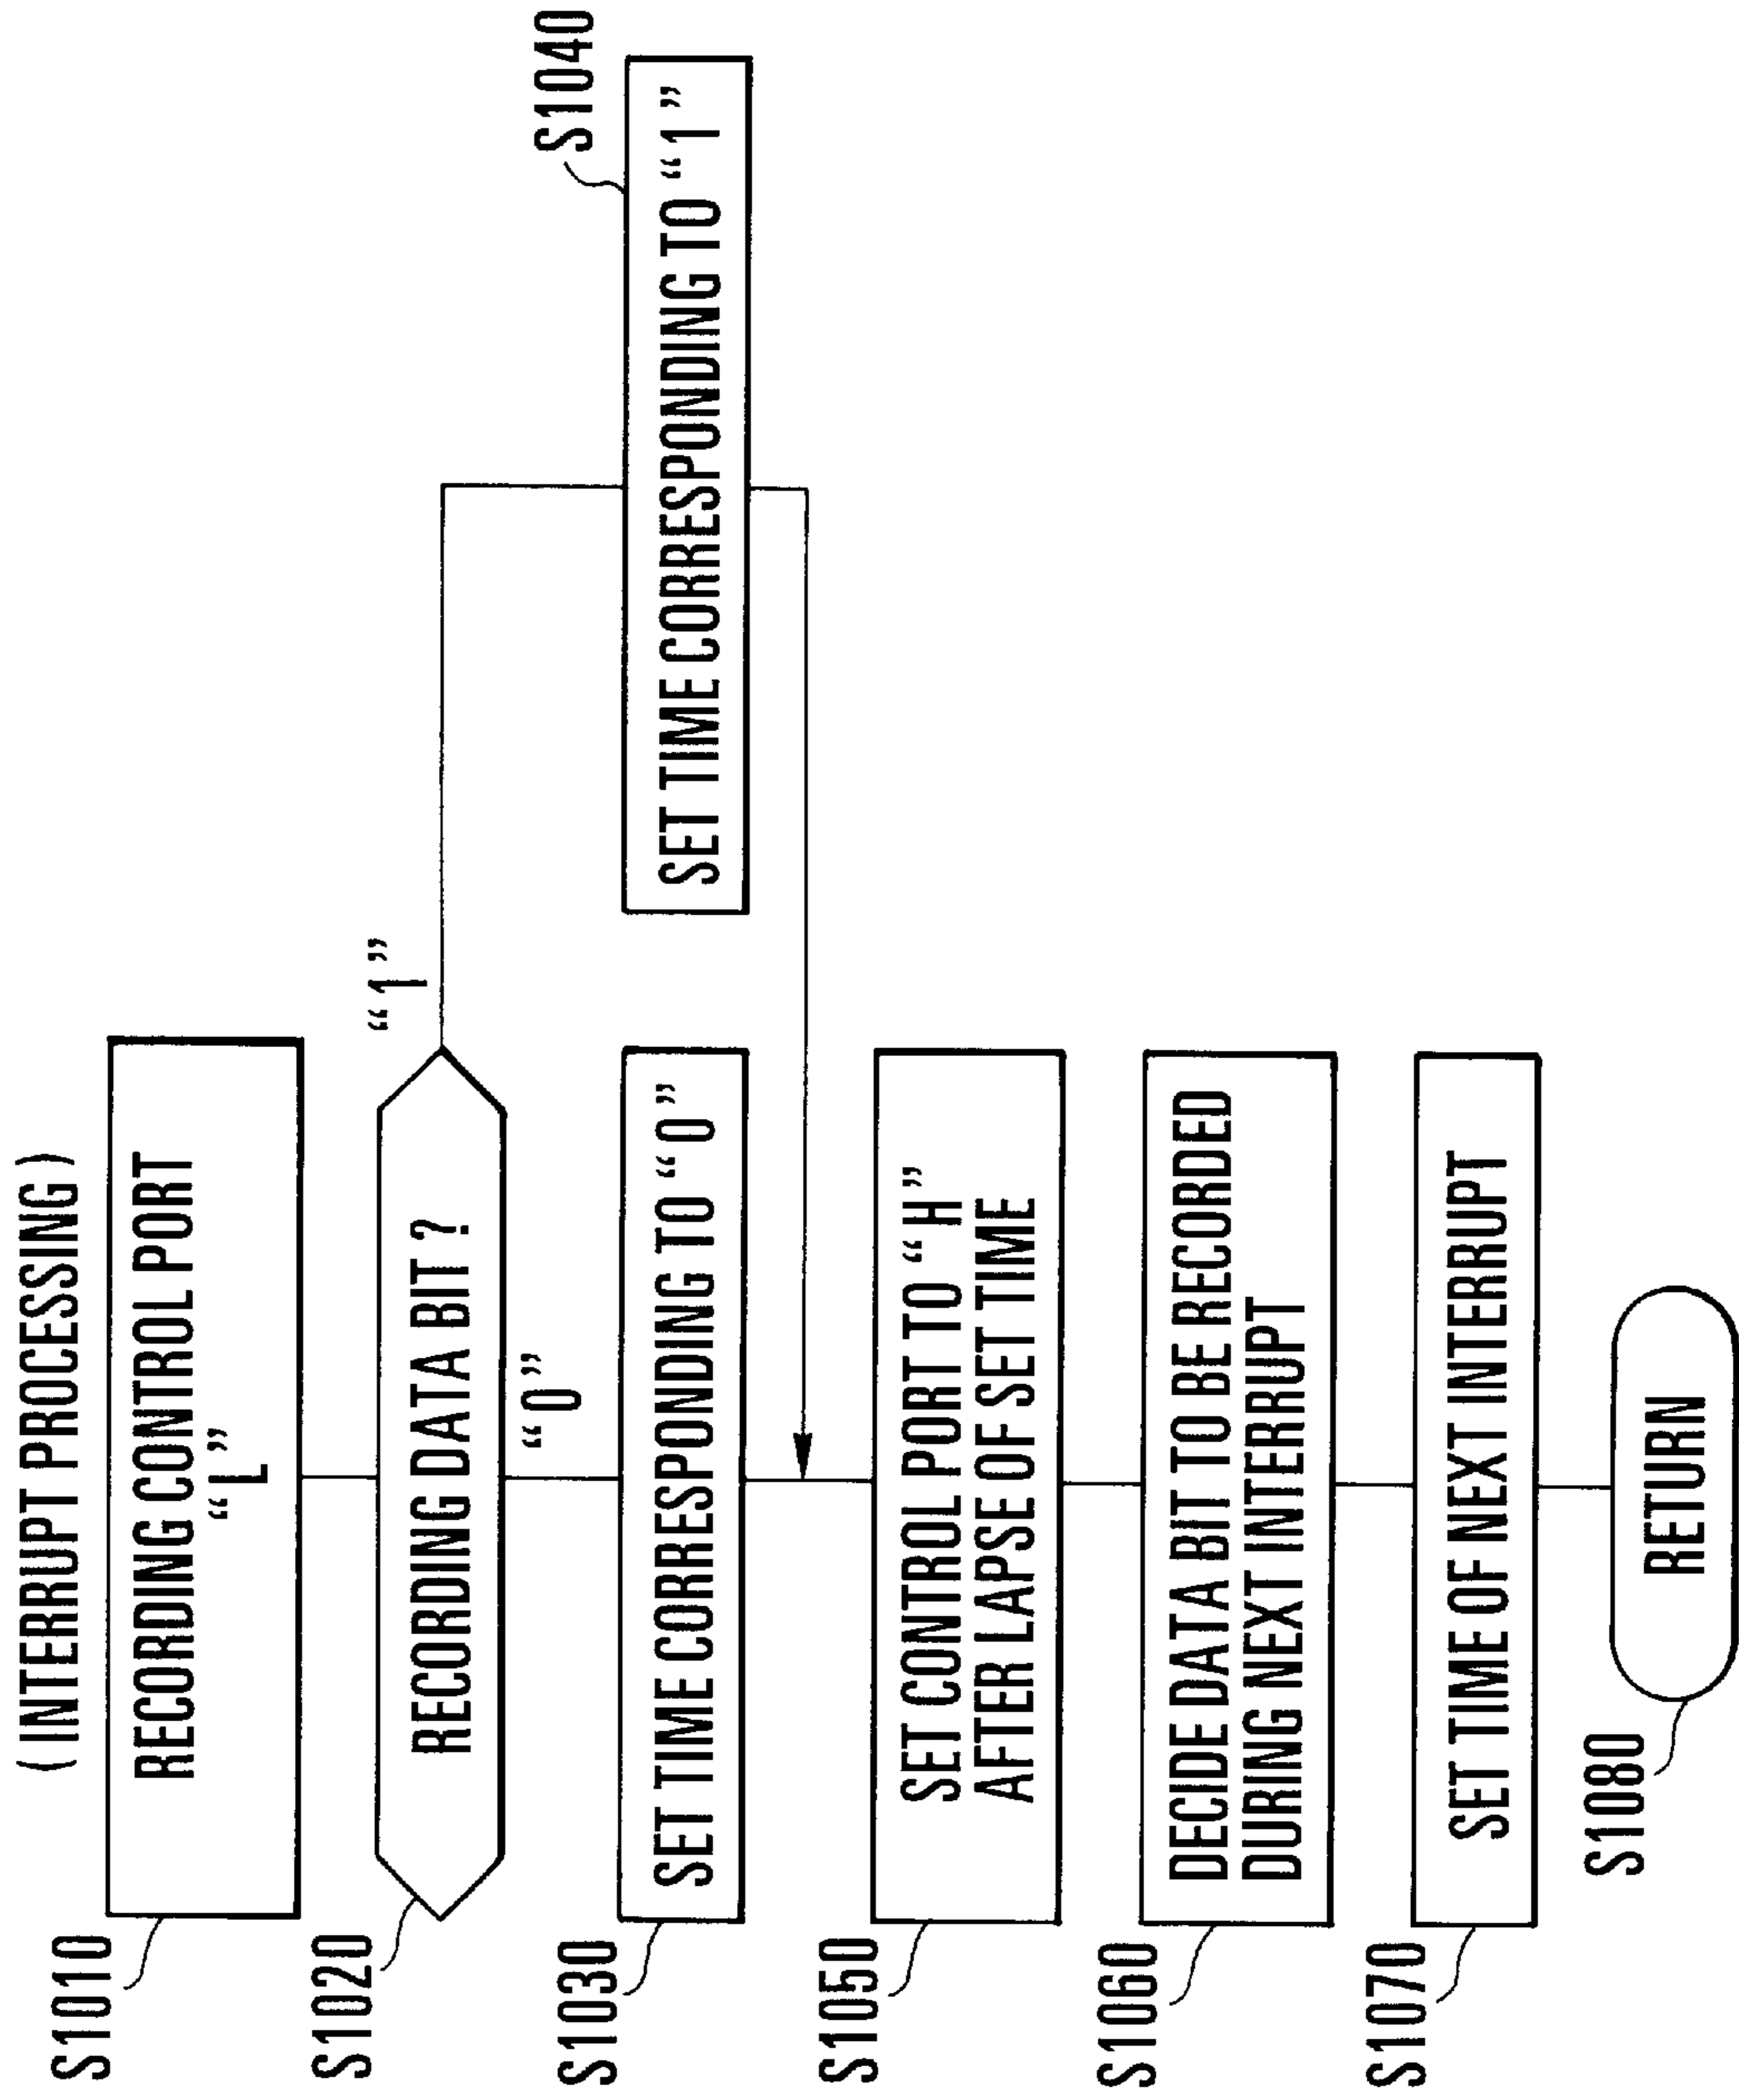 ( INTERRUPT PROCESSING )
S1010
RECORDING CONTROL PORT
“L”
S1020
RECORDING DATA BIT ?
“1”
“0”
S1030
SET TIME CORRESPONDING TO “0”
S1040
SET TIME CORRESPONDING TO “1”
S1050
SET CONTROL PORT TO “H”
AFTER LAPSE OF SET TIME
S1060
DECIDE DATA BIT TO BE RECORDED
DURING NEXT INTERRUPT
S1070
SET TIME OF NEXT INTERRUPT
S1080
RETURN